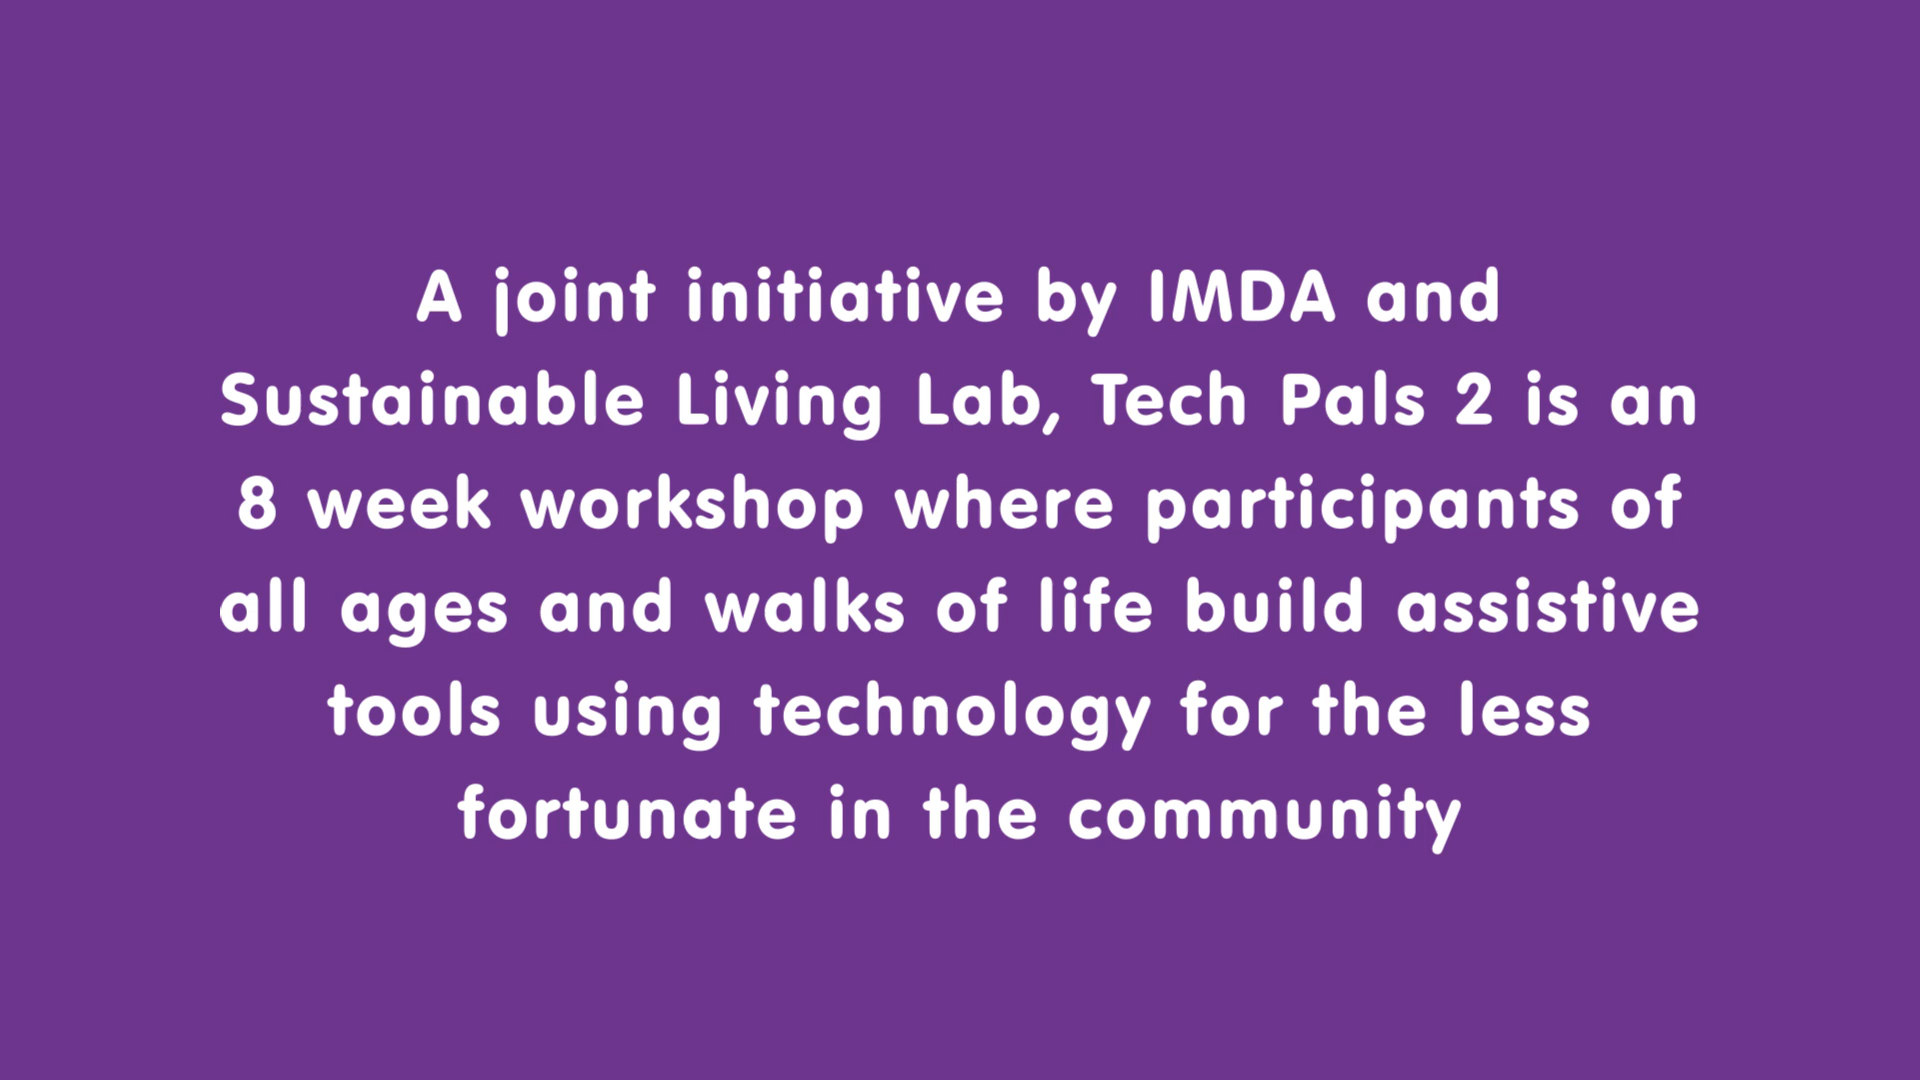 A joint initiative by IMDA and
Sustainable Living Lab, Tech Pals 2 is an
8 week workshop where participants of
all ages and walks of life build assistive
tools using technology for the less
fortunate in the community